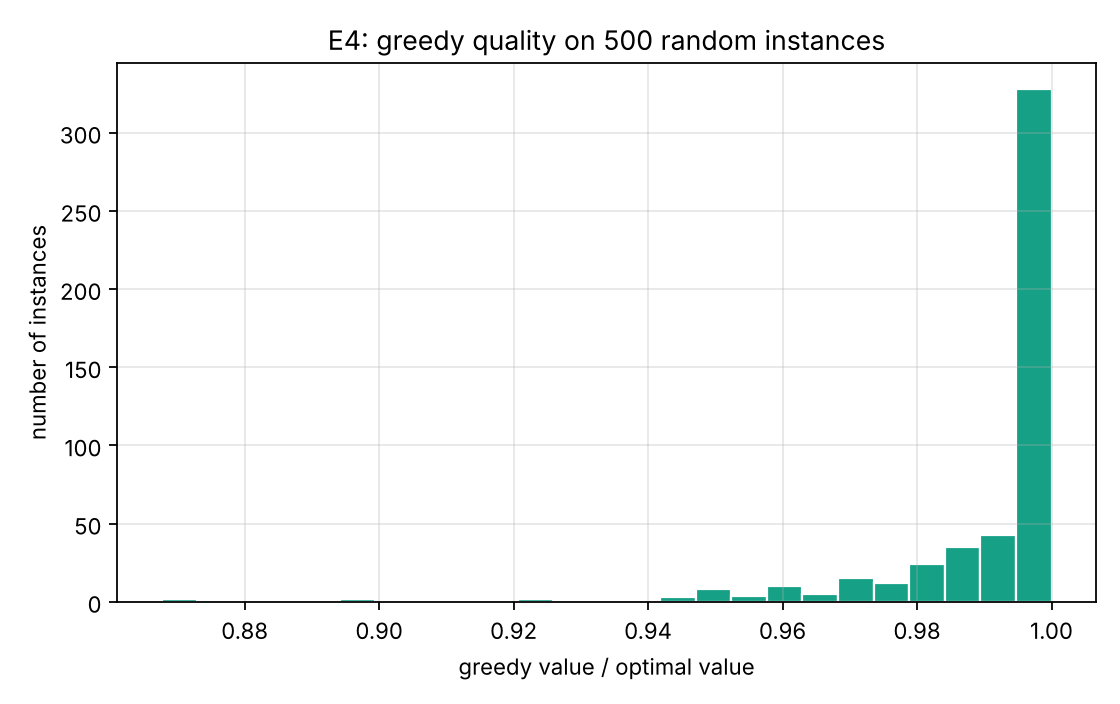 E4: greedy quality on 500 random instances
number of instances
300
250
200
150
100
50
0
0.88 0.90 0.92 0.94 0.96 0.98 1.00
greedy value / optimal value